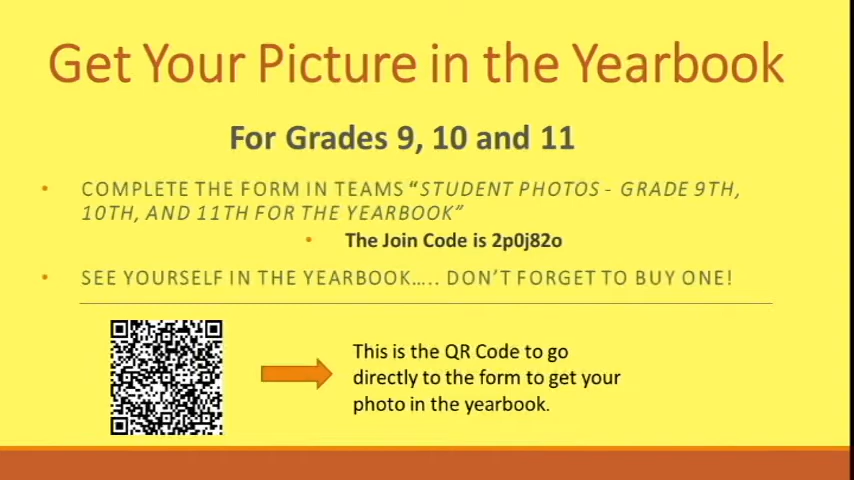 Get Your Picture in the Yearbook
For Grades 9, 10 and 11
• COMPLETE THE FORM IN TEAMS “STUDENT PHOTOS - GRADE 9TH,
10TH, AND 11TH FOR THE YEARBOOK”
• The Join Code is 2p0j82o
• SEE YOURSELF IN THE YEARBOOK….. DON’T FORGET TO BUY ONE!
This is the QR Code to go
directly to the form to get your
photo in the yearbook.